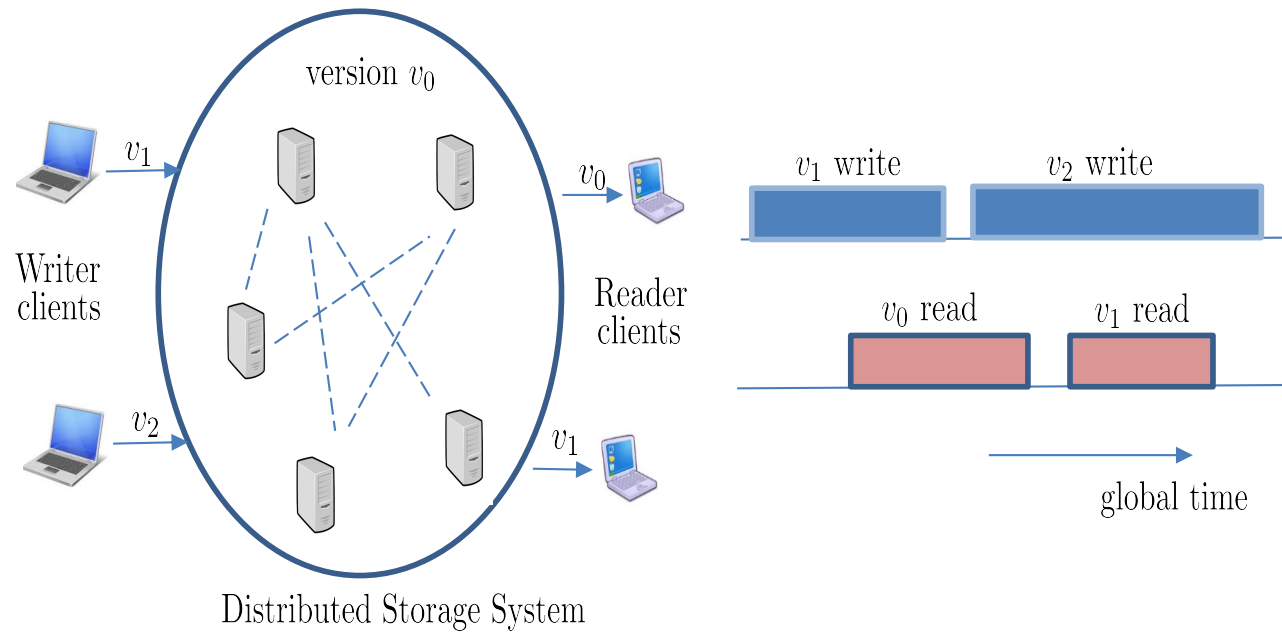 version v₀
v₁
v₀
v₁ write
v₂ write
Writer
clients
Reader
clients
v₀ read
v₁ read
v₂
v₁
global time
Distributed Storage System